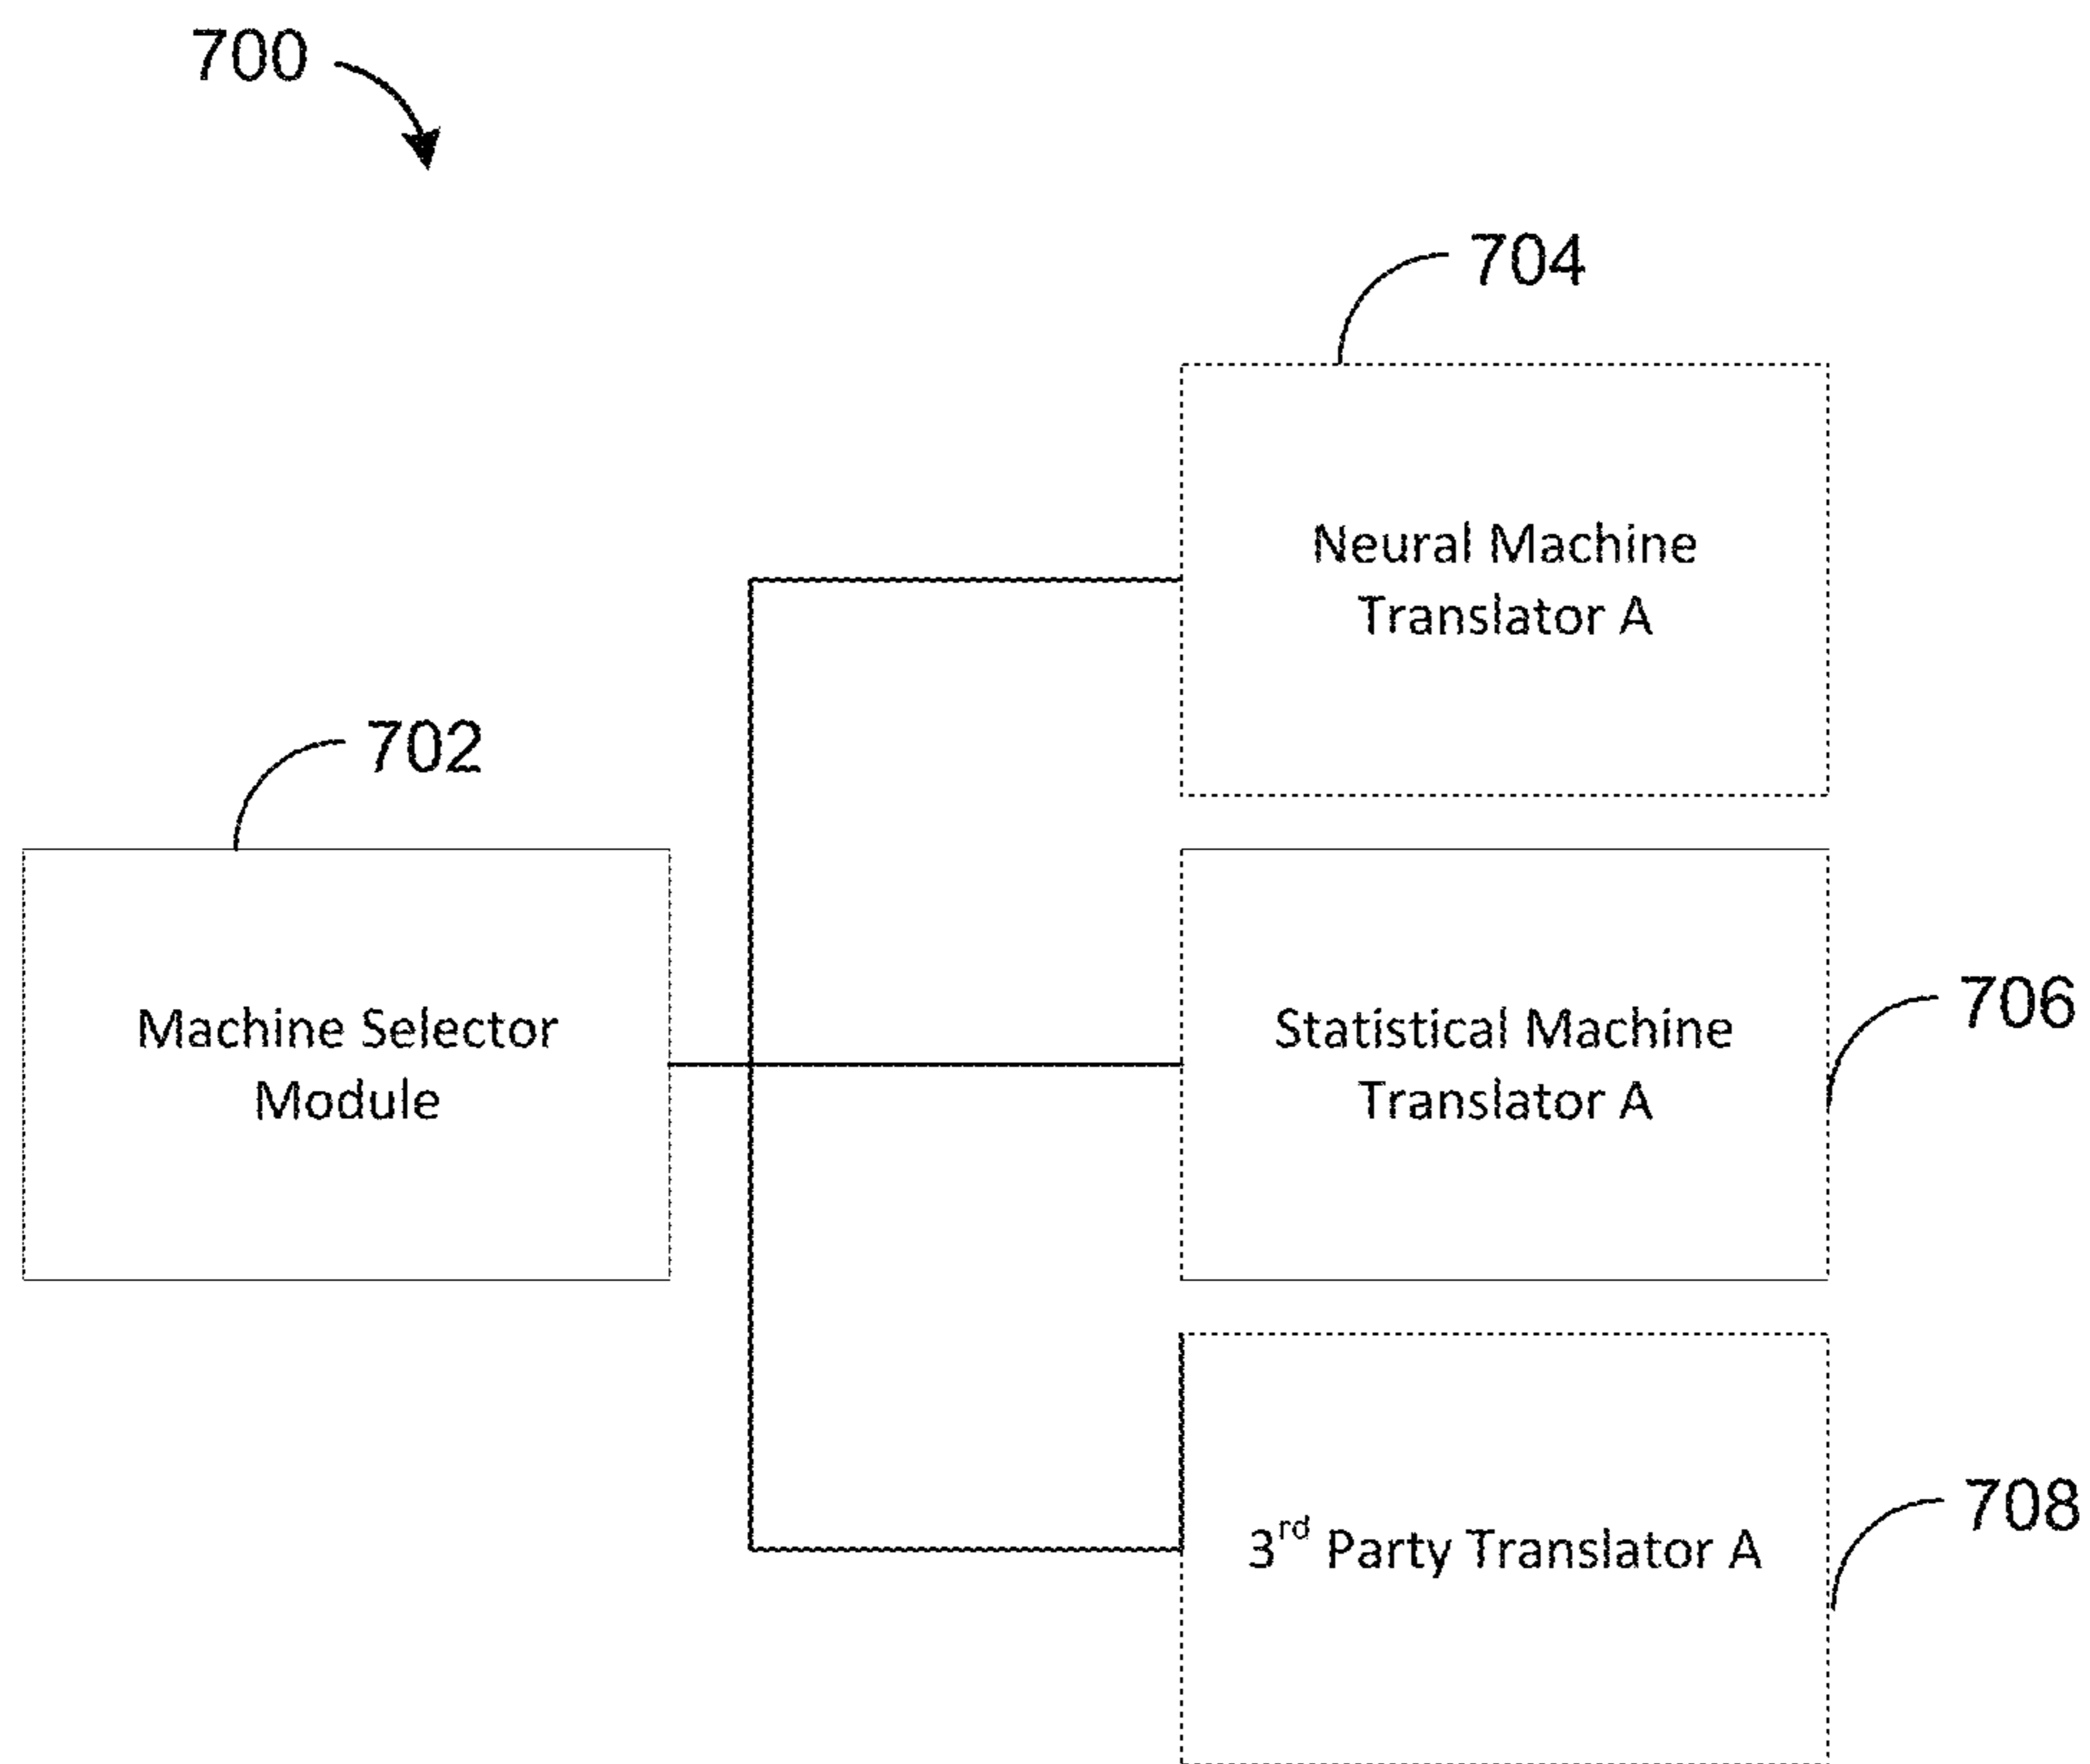 700
704
Neural Machine
Translator A
702
Machine Selector
Module
706
Statistical Machine
Translator A
708
3rd Party Translator A